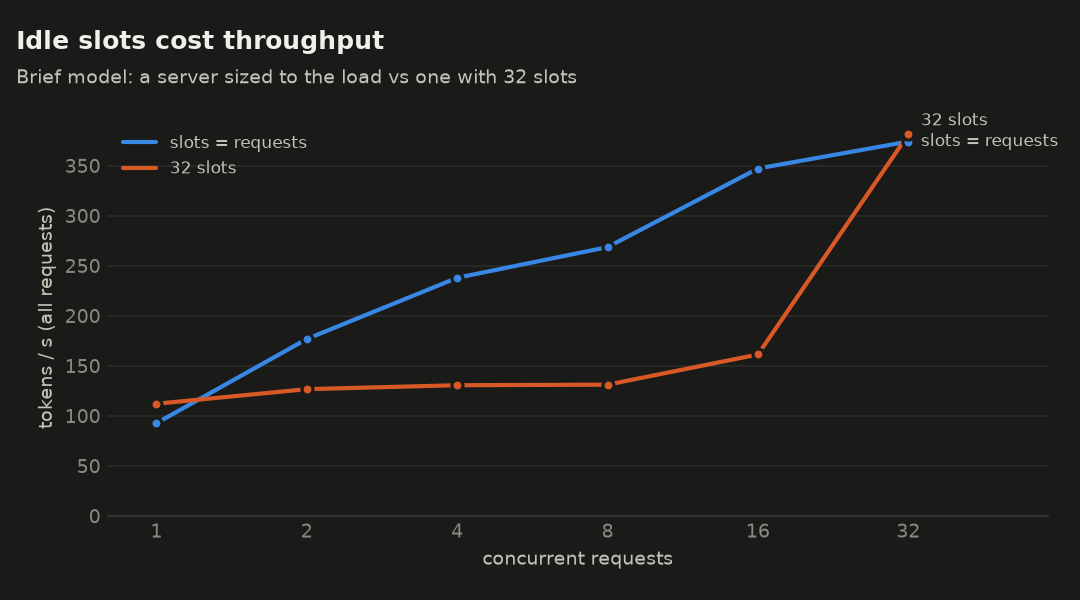 Idle slots cost throughput
Brief model: a server sized to the load vs one with 32 slots
slots = requests
32 slots
32 slots
slots = requests
tokens / s (all requests)
350
300
250
200
150
100
50
0
1 2 4 8 16 32
concurrent requests